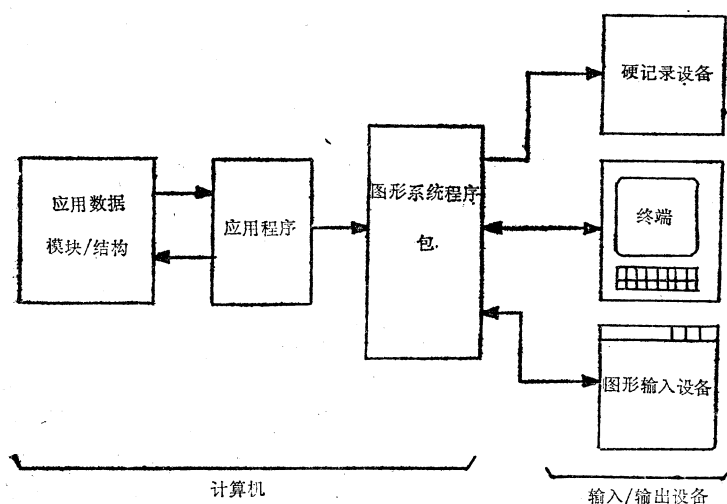 硬记录设备
应用数据
模块/结构
应用程序
图形系统程序
包.
终端
图形输入设备
计算机
输入/输出设备